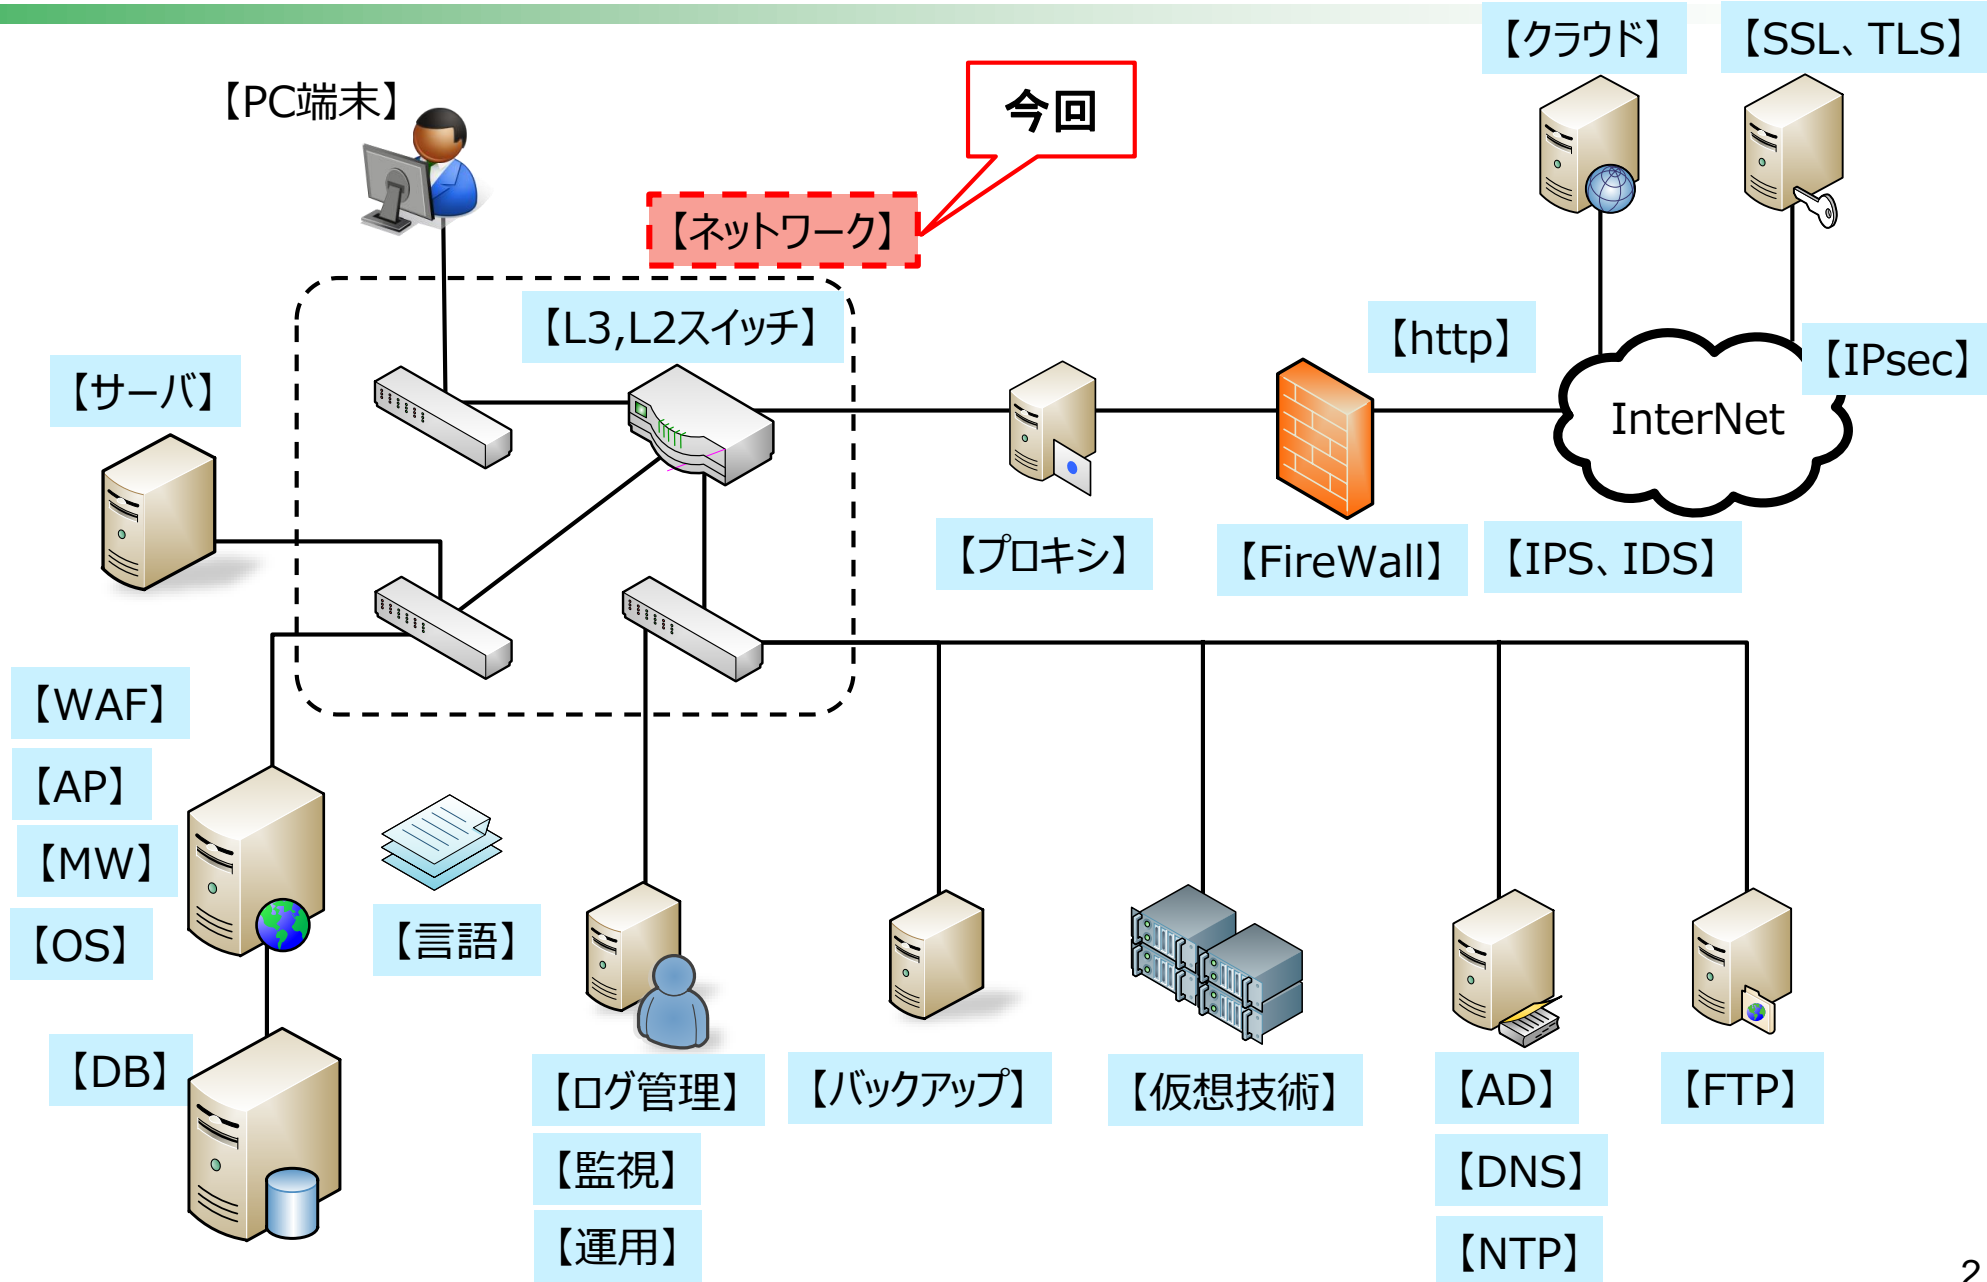 【クラウド】
【SSL、TLS】
【PC端末】
今回
【ネットワーク】
【L3,L2スイッチ】
【http】
【IPsec】
【サーバ】
InterNet
【プロキシ】
【FireWall】
【IPS、IDS】
【WAF】
【AP】
【MW】
【OS】
【言語】
【DB】
【ログ管理】
【バックアップ】
【仮想技術】
【AD】
【FTP】
【監視】
【DNS】
【運用】
【NTP】
2